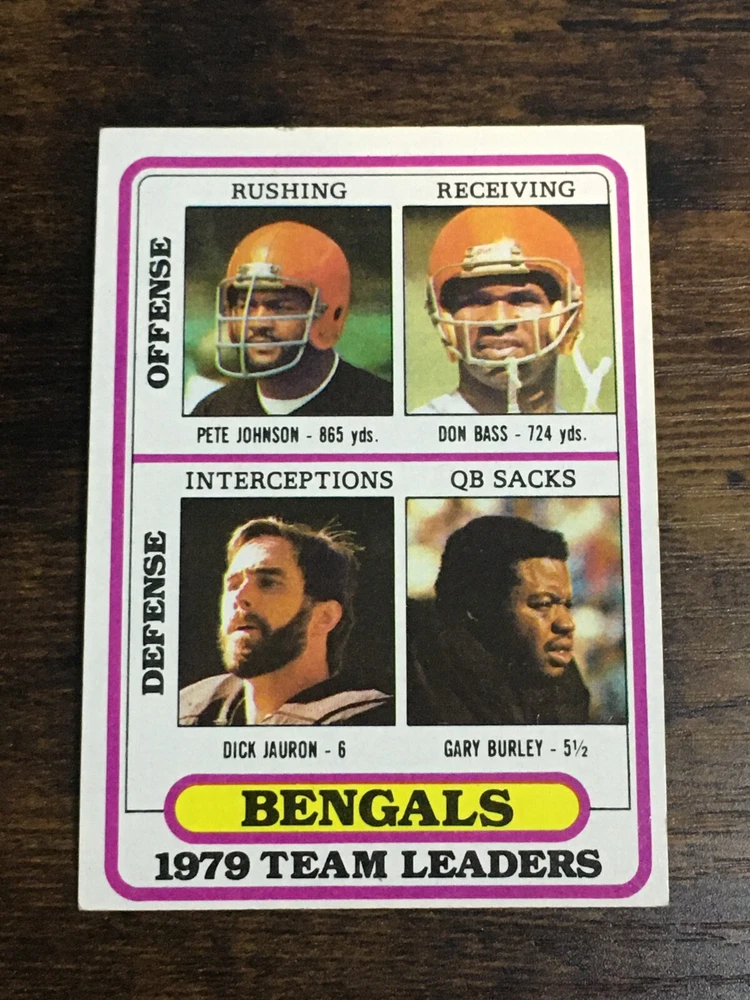 RUSHING
RECEIVING
OFFENSE
PETE JOHNSON - 865 yds.
DON BASS - 724 yds.
INTERCEPTIONS
QB SACKS
DEFENSE
DICK JAURON - 6
GARY BURLEY - 5½
BENGALS
1979 TEAM LEADERS